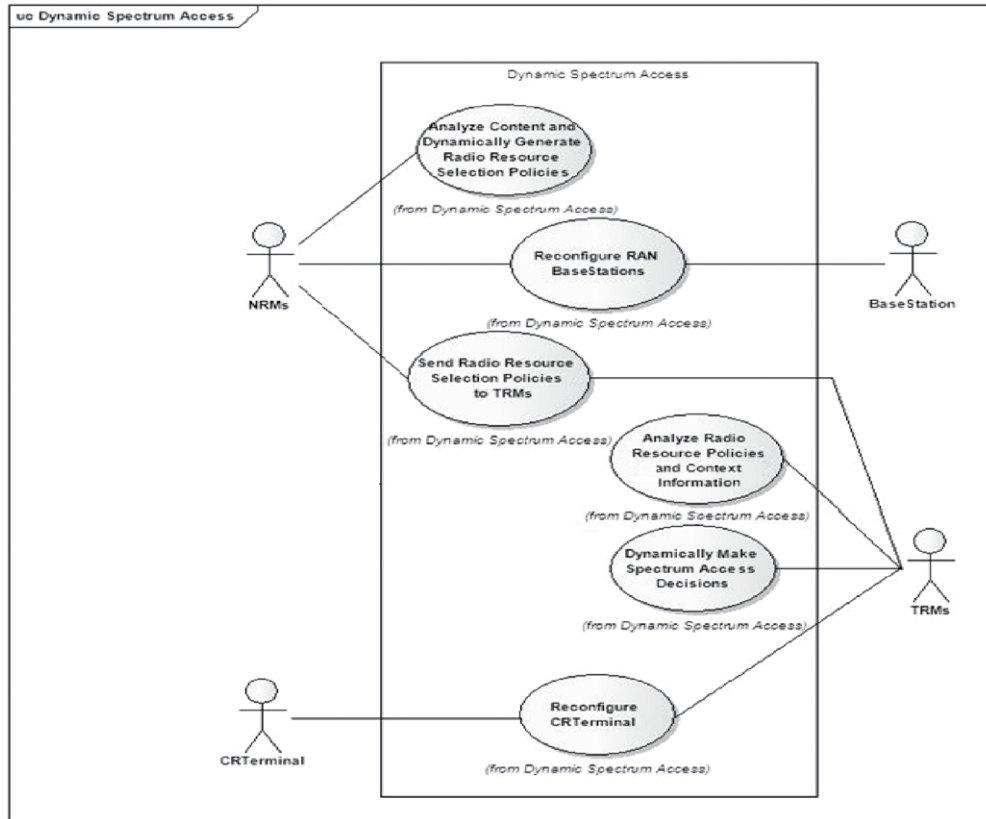 uc Dynamic Spectrum Access
Dynamic Spectrum Access
Analyze Content and
Dynamically Generate
Radio Resource
Selection Policies
(from Dynamic Spectrum Access)
NRMs
Reconfigure RAN
BaseStations
(from Dynamic Spectrum Access)
BaseStation
Send Radio Resource
Selection Policies
to TRMs
(from Dynamic Spectrum Access)
Analyze Radio
Resource Policies
and Context
Information
(from Dynamic Spectrum Access)
Dynamically Make
Spectrum Access
Decisions
(from Dynamic Spectrum Access)
TRMs
Reconfigure
CRTerminal
(from Dynamic Spectrum Access)
CRTerminal